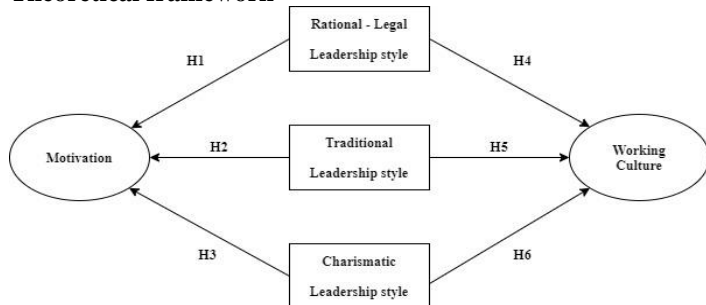 Theoretical framework
Rational - Legal
Leadership style
H1
H4
Traditional
Leadership style
Motivation
H2
H5
Working
Culture
H3
H6
Charismatic
Leadership style